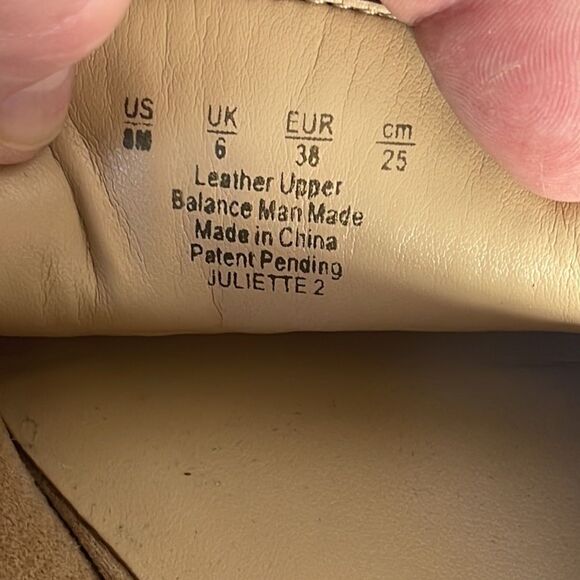 US UK EUR cm
8M 6 38 25
Leather Upper
Balance Man Made
Made in China
Patent Pending
JULIETTE 2